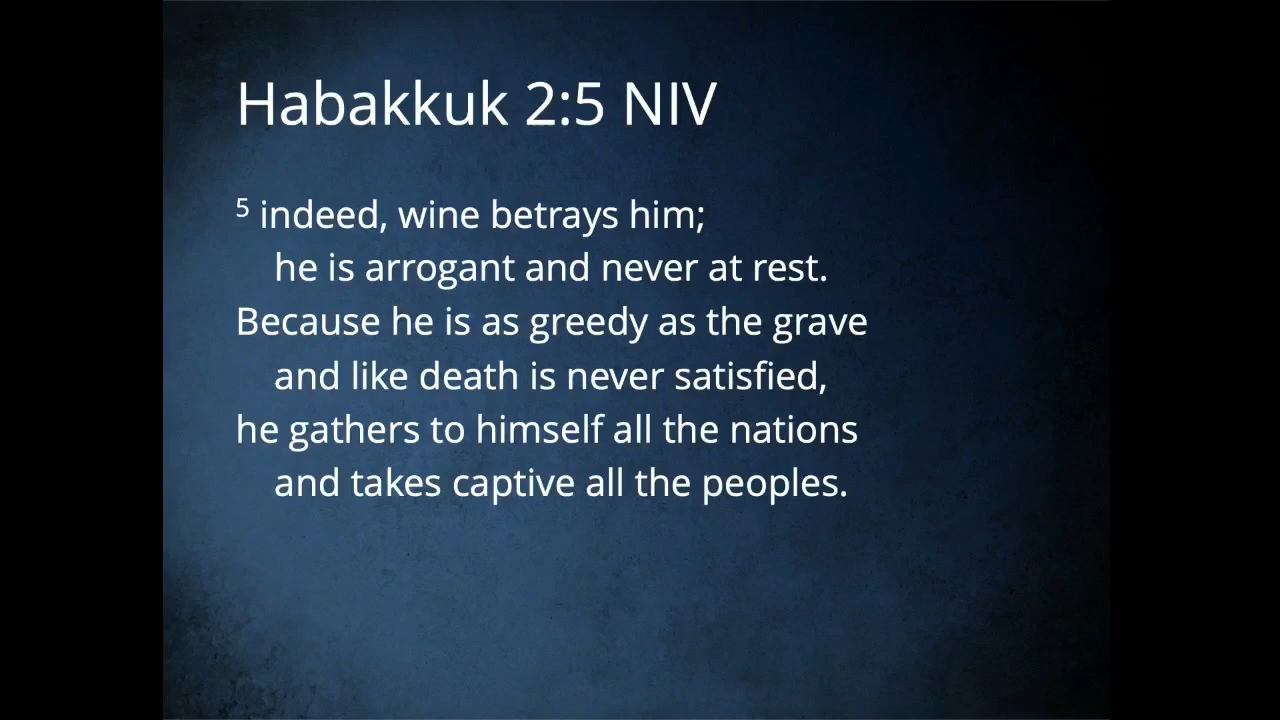 Habakkuk 2:5 NIV
5 indeed, wine betrays him;
he is arrogant and never at rest.
Because he is as greedy as the grave
and like death is never satisfied,
he gathers to himself all the nations
and takes captive all the peoples.